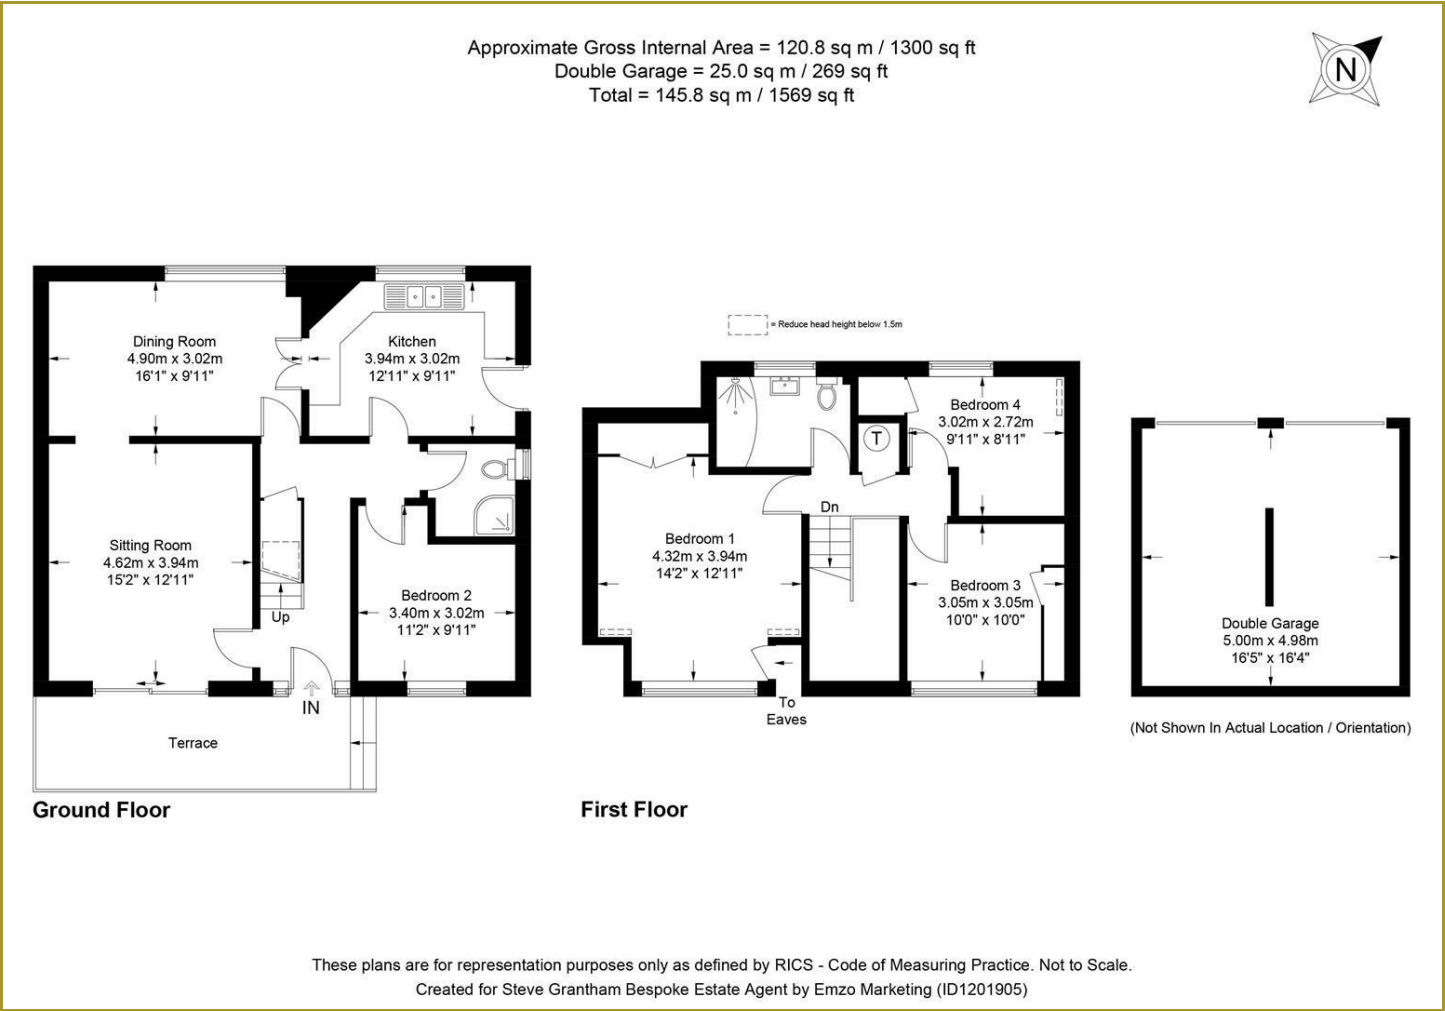 Approximate Gross Internal Area = 120.8 sq m / 1300 sq ft
Double Garage = 25.0 sq m / 269 sq ft
Total = 145.8 sq m / 1569 sq ft
N
Dining Room
4.90m x 3.02m
16'1" x 9'11"
Kitchen
3.94m x 3.02m
12'11" x 9'11"
Sitting Room
4.62m x 3.94m
15'2" x 12'11"
Up
Bedroom 2
3.40m x 3.02m
11'2" x 9'11"
IN
Terrace
Ground Floor
= Reduce head height below 1.5m
Bedroom 4
3.02m x 2.72m
9'11" x 8'11"
T
Dn
Bedroom 1
4.32m x 3.94m
14'2" x 12'11"
Bedroom 3
3.05m x 3.05m
10'0" x 10'0"
To
Eaves
First Floor
Double Garage
5.00m x 4.98m
16'5" x 16'4"
(Not Shown In Actual Location / Orientation)
These plans are for representation purposes only as defined by RICS - Code of Measuring Practice. Not to Scale.
Created for Steve Grantham Bespoke Estate Agent by Emzo Marketing (ID1201905)